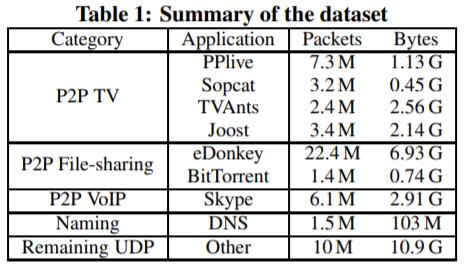 Table 1: Summary of the dataset
Category Application Packets Bytes
P2P TV PPlive 7.3 M 1.13 G
Sopcat 3.2 M 0.45 G
TVAnts 2.4 M 2.56 G
Joost 3.4 M 2.14 G
P2P File-sharing eDonkey 22.4 M 6.93 G
BitTorrent 1.4 M 0.74 G
P2P VoIP Skype 6.1 M 2.91 G
Naming DNS 1.5 M 103 M
Remaining UDP Other 10 M 10.9 G